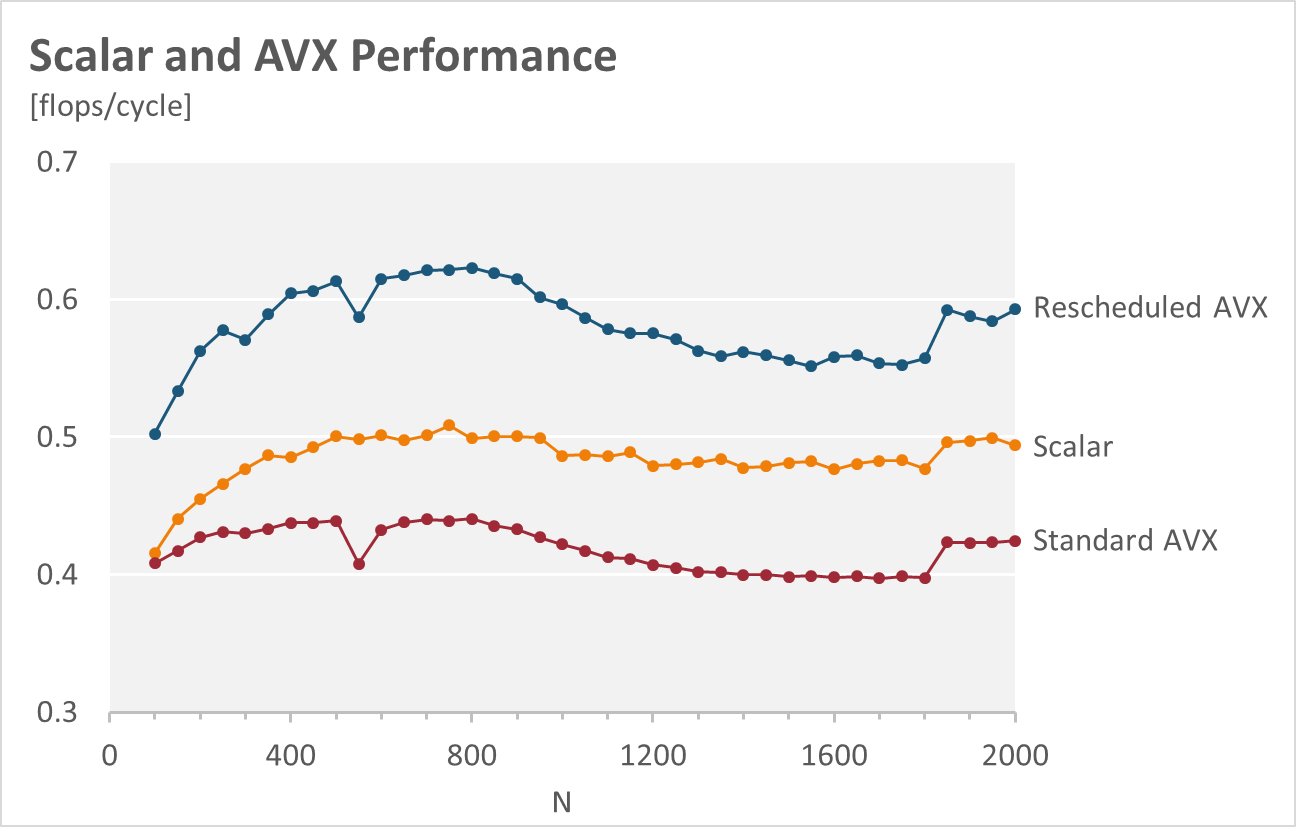 Scalar and AVX Performance
[flops/cycle]
0.7
0.6
0.5
0.4
0.3
Rescheduled AVX
Scalar
Standard AVX
0 400 800 1200 1600 2000
N